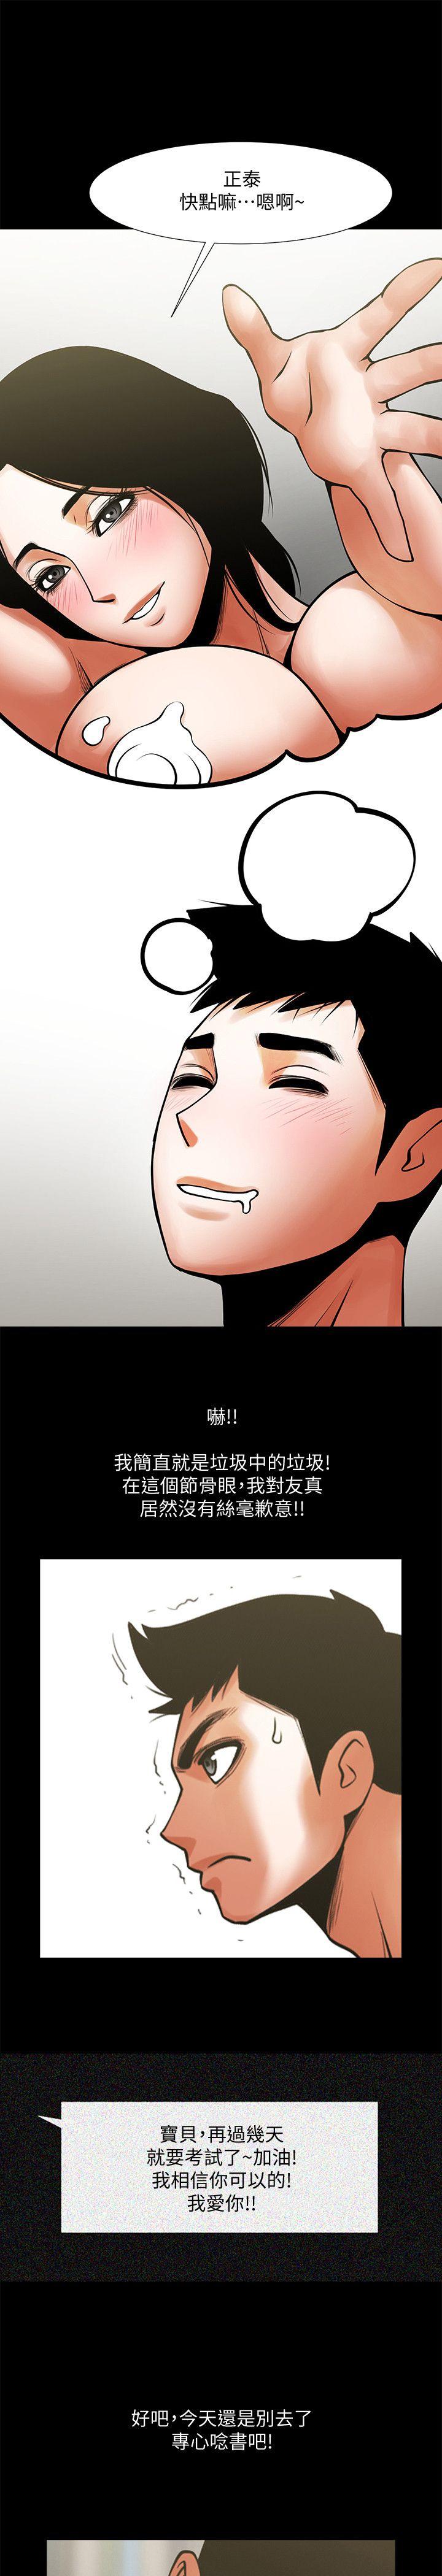 正泰
快點嘛…嗯啊~
嚇!!
我簡直就是垃圾中的垃圾!
在這個節骨眼,我對友真
居然沒有絲毫歉意!!
寶貝,再過幾天
就要考試了~加油!
我相信你可以的!
我愛你!!
好吧,今天還是別去了
專心唸書吧!